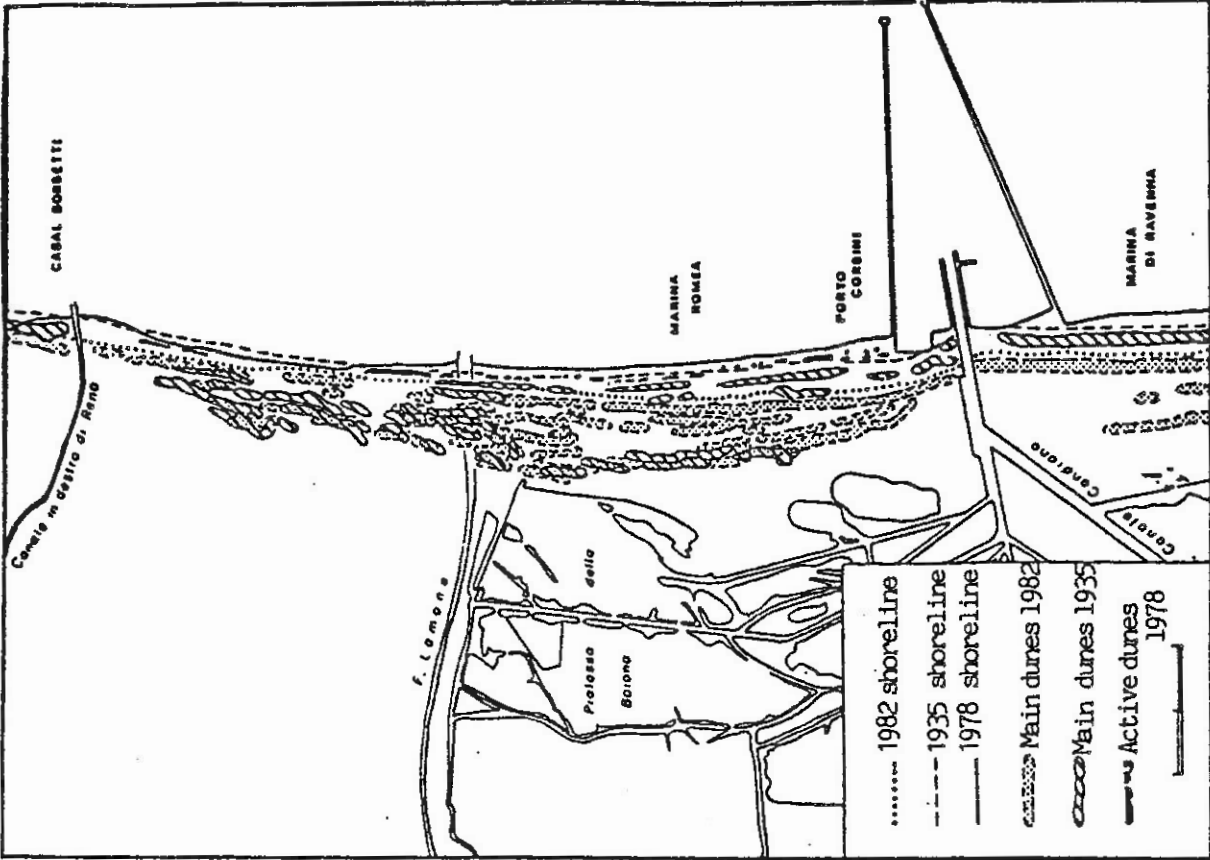 CASAL BORSETTI
Canale in destro di Reno
F. Lamone
MARINA
ROMEA
PORTO
CORSINI
MARINA
DI RAVENNA
Pialassa della
Baiona
Canale Candiano
1982 shoreline
1935 shoreline
1978 shoreline
Main dunes 1982
Main dunes 1935
Active dunes
1978